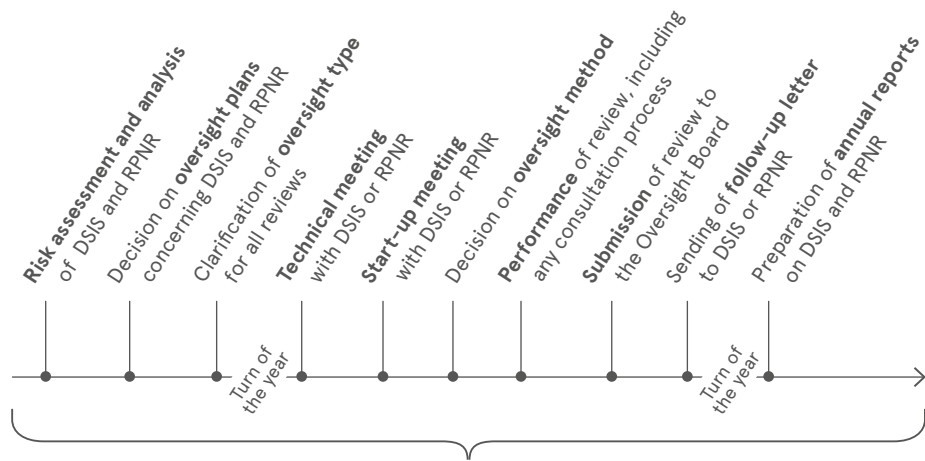 Risk assessment and analysis
of DSIS and RPNR
Decision on oversight plans
concerning DSIS and RPNR
Clarification of oversight type
for all reviews
Turn of
the year
Technical meeting
with DSIS or RPNR
Start-up meeting
with DSIS or RPNR
Decision on oversight method
Performance of review, including
any consultation process
Submission of review to
the Oversight Board
Sending of follow-up letter
to DSIS or RPNR
Turn of
the year
Preparation of annual reports
on DSIS and RPNR